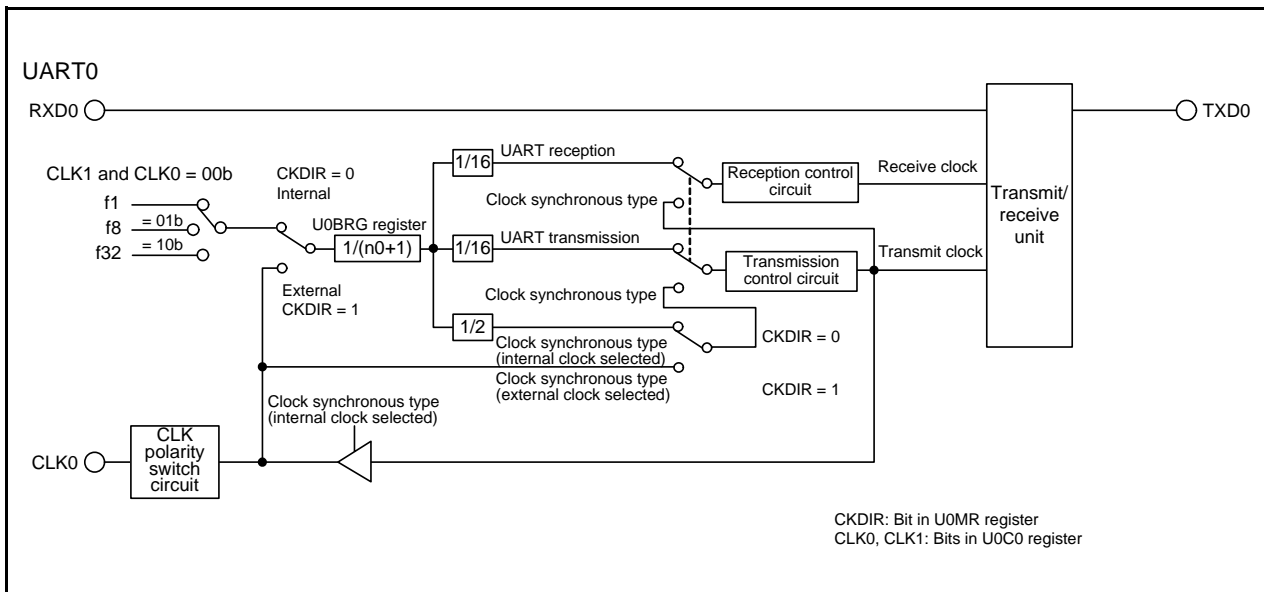 UART0
RXD0
TXD0
CLK1 and CLK0 = 00b
f1
f8
= 01b
f32
= 10b
CKDIR = 0
Internal
External
CKDIR = 1
U0BRG register
1/(n0+1)
1/16
UART reception
Clock synchronous type
Reception control
circuit
Receive clock
1/16
UART transmission
Clock synchronous type
Transmission
control circuit
Transmit clock
Transmit/
receive
unit
1/2
Clock synchronous type
(internal clock selected)
Clock synchronous type
(external clock selected)
CKDIR = 0
CKDIR = 1
Clock synchronous type
(internal clock selected)
CLK0
CLK
polarity
switch
circuit
CKDIR: Bit in U0MR register
CLK0, CLK1: Bits in U0C0 register